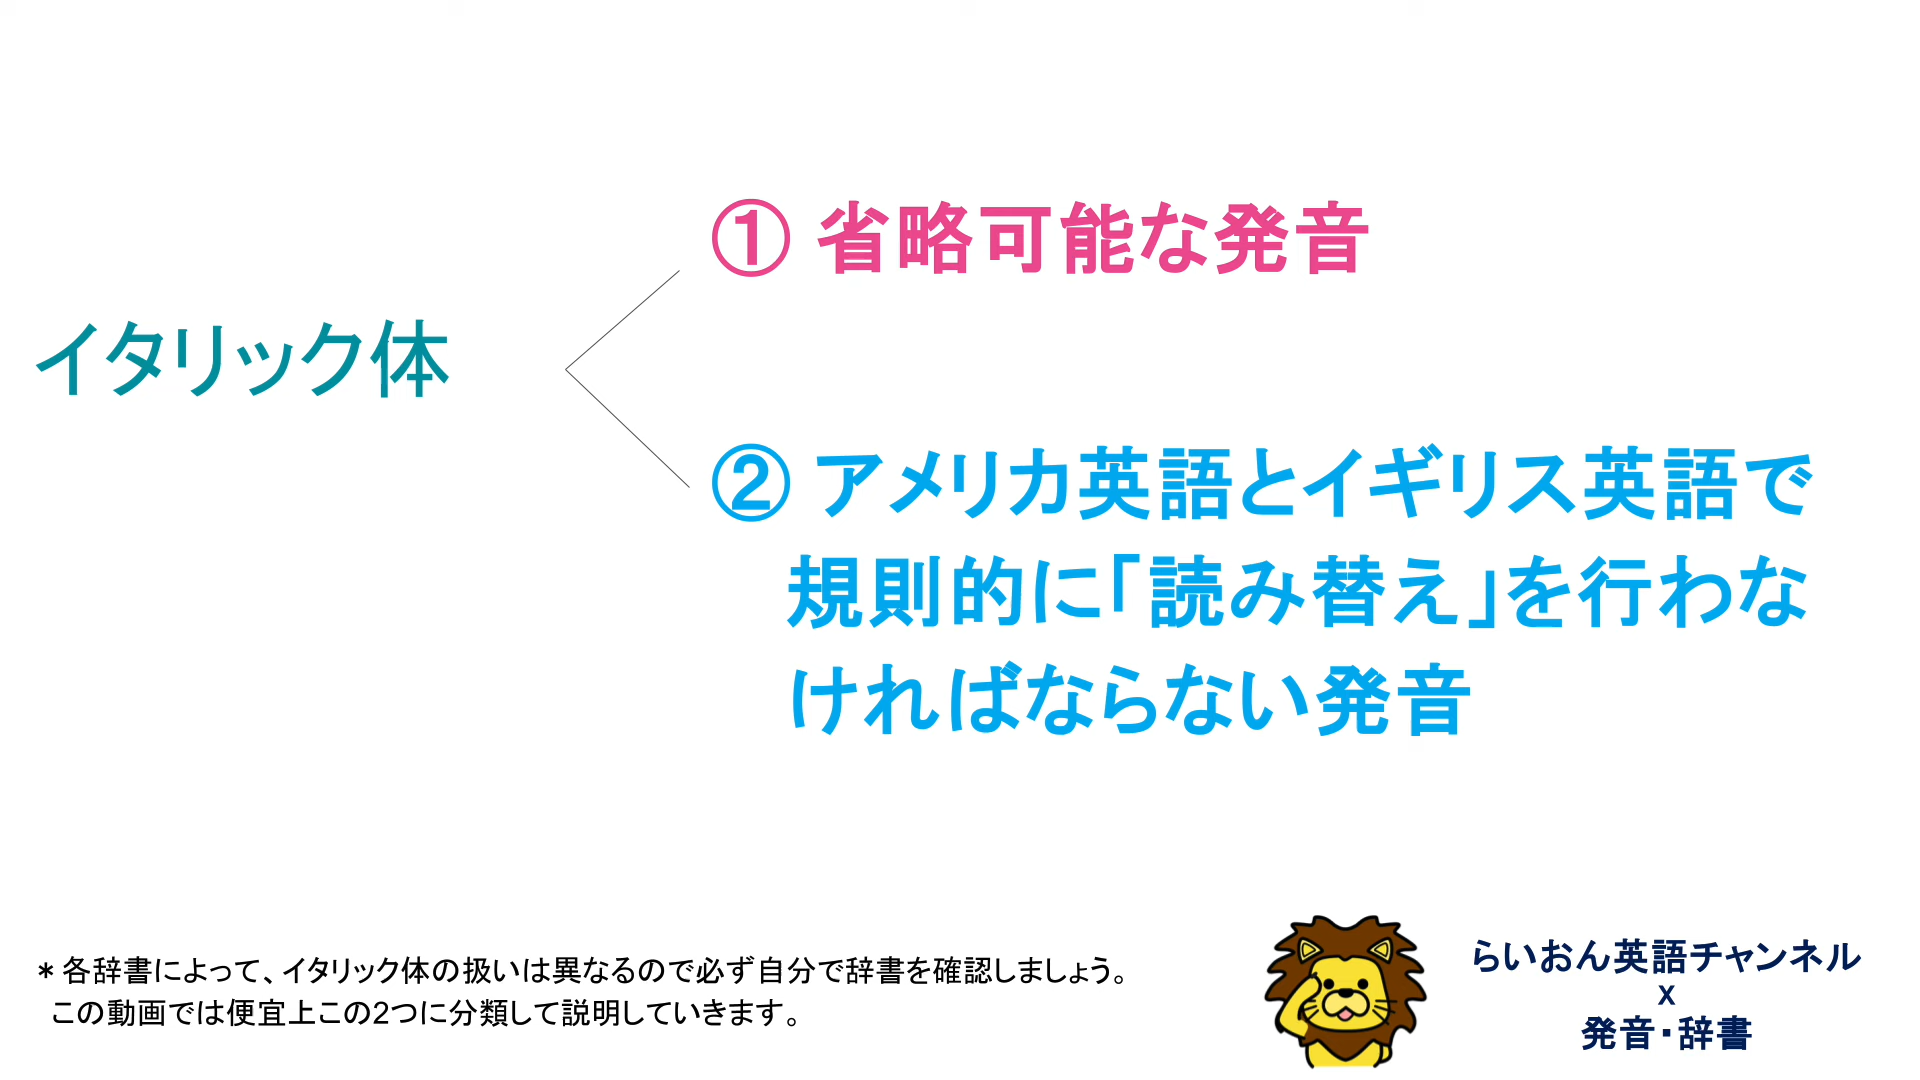 イタリック体
① 省略可能な発音
② アメリカ英語とイギリス英語で
規則的に「読み替え」を行わな
ければならない発音
* 各辞書によって、イタリック体の扱いは異なるので必ず自分で辞書を確認しましょう。
この動画では便宜上この2つに分類して説明していきます。
らいおん英語チャンネル
x
発音・辞書